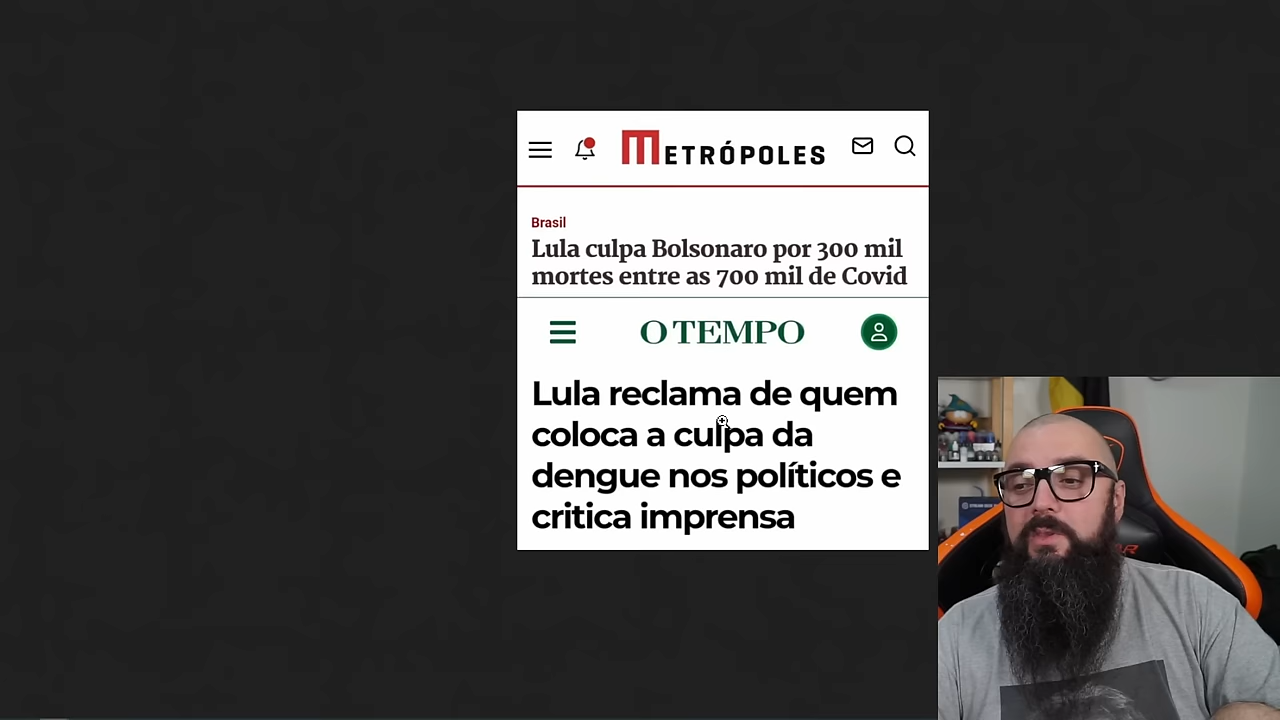 METRÓPOLES
Brasil
Lula culpa Bolsonaro por 300 mil
mortes entre as 700 mil de Covid
O TEMPO
Lula reclama de quem
coloca a culpa da
dengue nos políticos e
critica imprensa